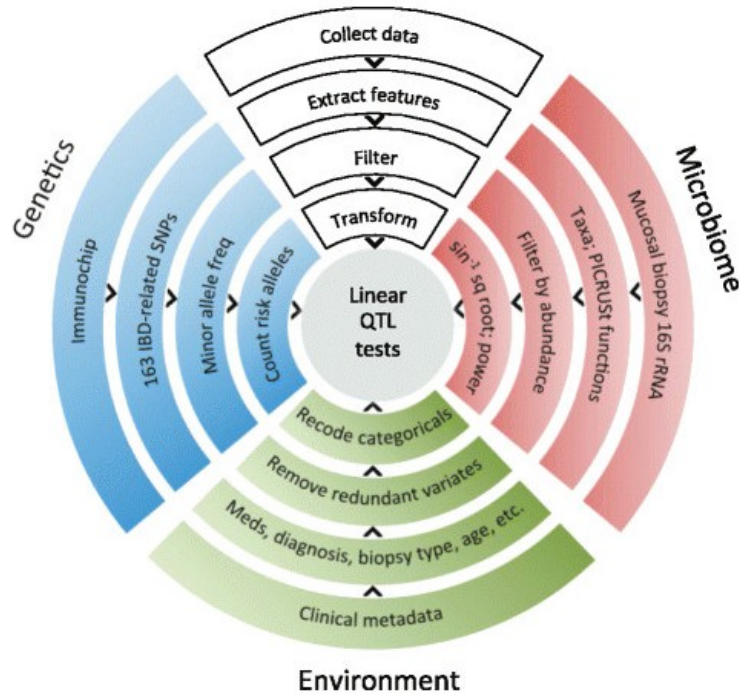 Collect data
Extract features
Filter
Transform
Linear
QTL
tests
Genetics
Immunochip
163 IBD-related SNPs
Minor allele freq
Count risk alleles
Microbiome
Mucosal biopsy 16S rRNA
Taxa; PICRUSt functions
Filter by abundance
sin⁻¹ sq root; power
Recode categoricals
Remove redundant variates
Meds, diagnosis, biopsy type, age, etc.
Clinical metadata
Environment